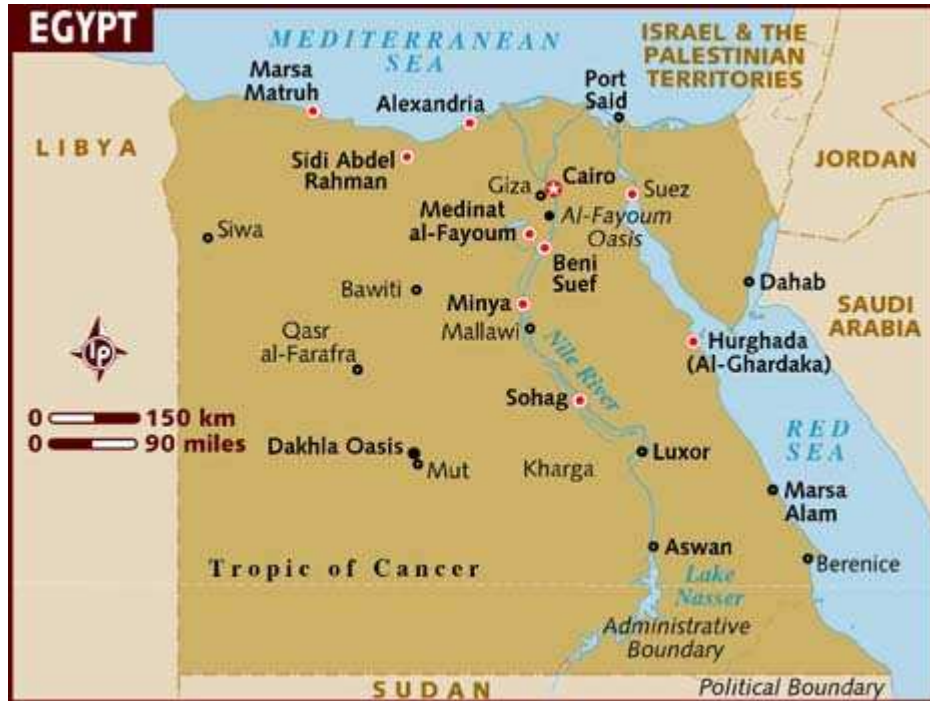 EGYPT
MEDITERRANEAN
SEA
ISRAEL & THE
PALESTINIAN
TERRITORIES
Marsa
Matruh
Alexandria
Port
Said
LIBYA
JORDAN
Sidi Abdel
Rahman
Giza
Cairo
Suez
Medinat
al-Fayoum
Al-Fayoum
Oasis
Siwa
Beni
Suef
Dahab
Bawiti
Minya
SAUDI
ARABIA
Mallawi
Qasr
al-Farafra
Nile River
Hurghada
(Al-Ghardaka)
lp
Sohag
0 150 km
0 90 miles
RED
SEA
Dakhla Oasis
Mut
Kharga
Luxor
Marsa
Alam
Aswan
Berenice
Tropic of Cancer
Lake
Nasser
Administrative
Boundary
SUDAN
Political Boundary